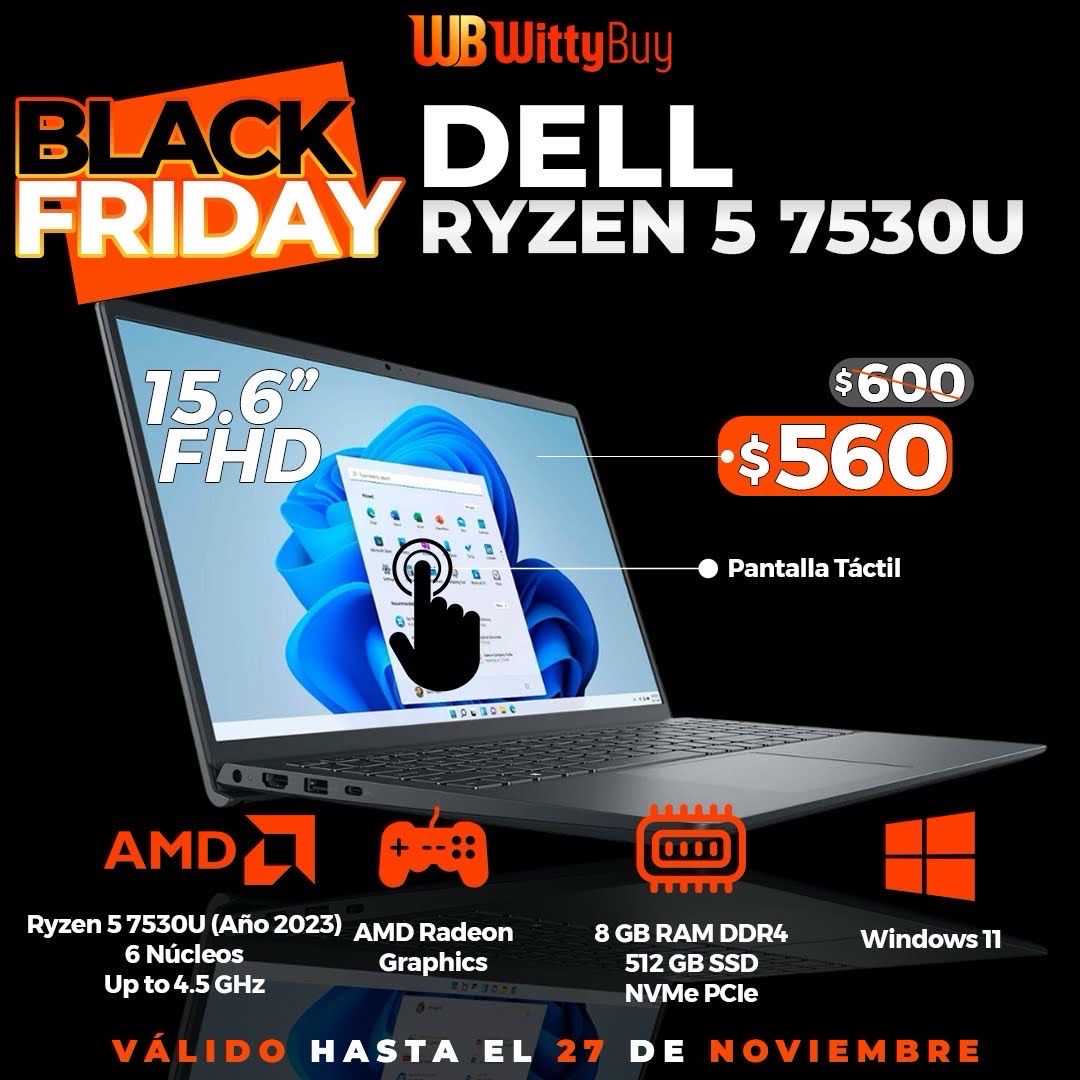 WB WittyBuy
BLACK
FRIDAY
DELL
RYZEN 5 7530U
15.6”
FHD
$600
$560
Pantalla Táctil
AMD
Ryzen 5 7530U (Año 2023)
6 Núcleos
Up to 4.5 GHz
AMD Radeon
Graphics
8 GB RAM DDR4
512 GB SSD
NVMe PCIe
Windows 11
VÁLIDO HASTA EL 27 DE NOVIEMBRE